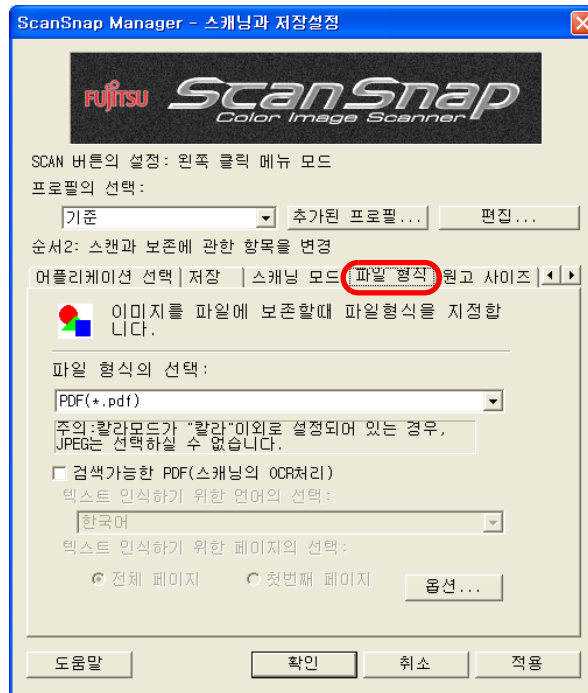 ScanSnap Manager - 스캐닝과 저장설정
FUJITSU ScanSnap
Color Image Scanner
SCAN 버튼의 설정: 왼쪽 클릭 메뉴 모드
프로필의 선택:
기준 추가된 프로필... 편집...
순서2: 스캔과 보존에 관한 항목을 변경
어플리케이션 선택 저장 스캐닝 모드 파일 형식 원고 사이즈
이미지를 파일에 보존할때 파일형식을 지정합
니다.
파일 형식의 선택:
PDF(*.pdf)
주의:칼라모드가 "칼라"이외로 설정되어 있는 경우,
JPEG는 선택하실 수 없습니다.
검색가능한 PDF(스캐닝의 OCR처리)
텍스트 인식하기 위한 언어의 선택:
한국어
텍스트 인식하기 위한 페이지의 선택:
전체 페이지 첫번째 페이지 옵션...
도움말 확인 취소 적용